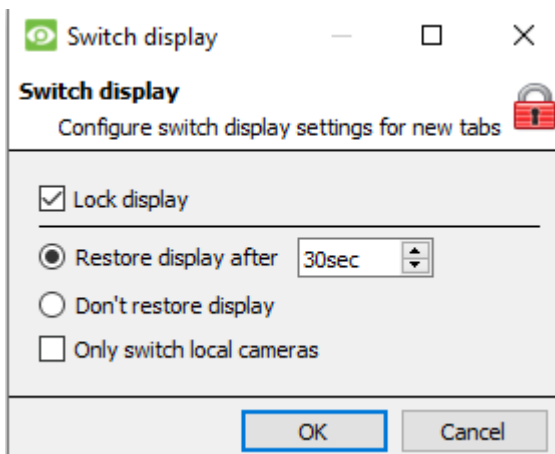 Switch display
Switch display
Configure switch display settings for new tabs
Lock display
Restore display after 30sec
Don't restore display
Only switch local cameras
OK Cancel